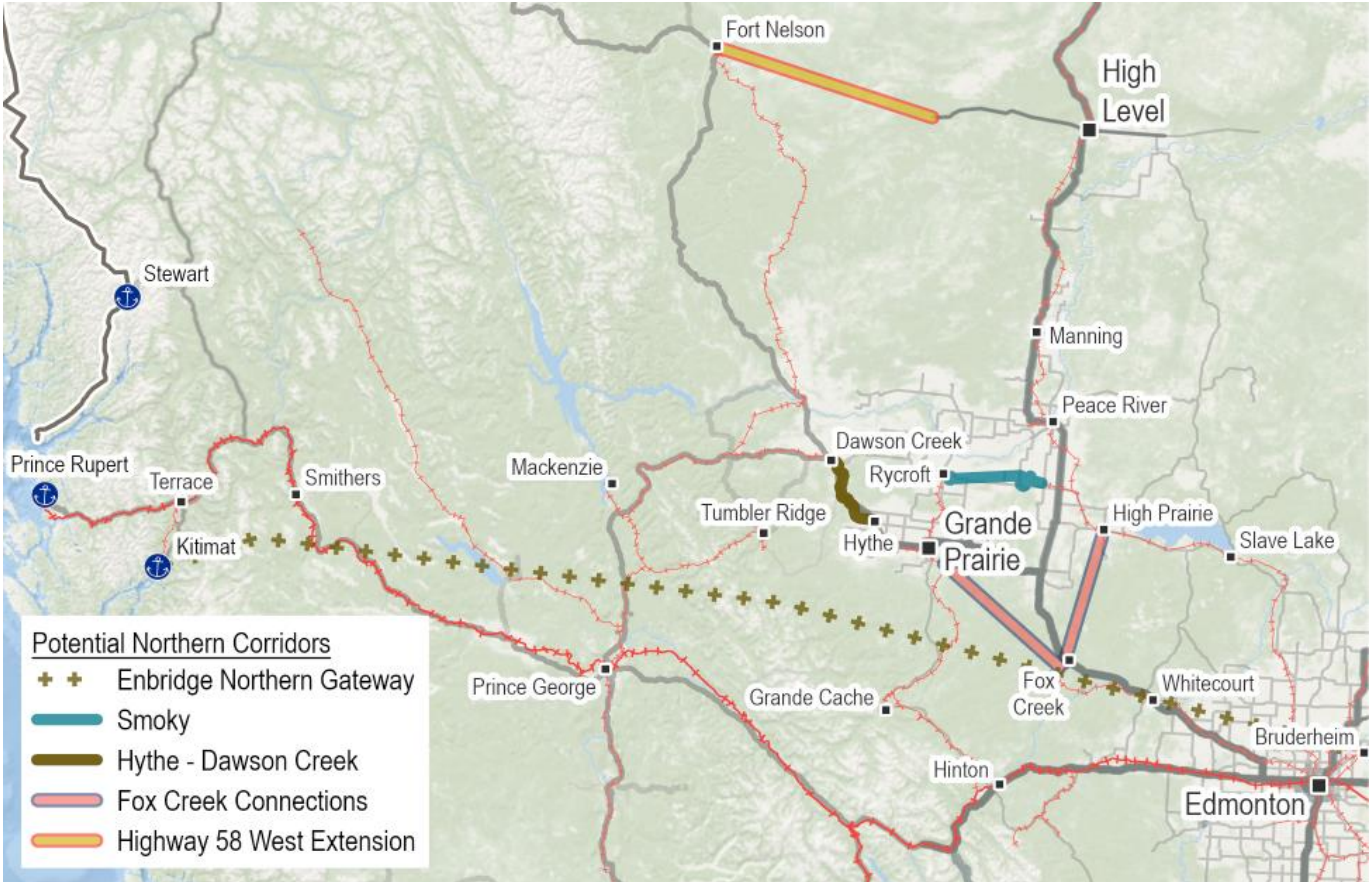 Fort Nelson
High
Level
Stewart
Manning
Peace River
Dawson Creek
Prince Rupert
Terrace
Smithers
Mackenzie
Rycroft
Tumbler Ridge
High Prairie
Kitimat
Hythe
Grande
Prairie
Slave Lake
Potential Northern Corridors
Enbridge Northern Gateway
Smoky
Hythe - Dawson Creek
Fox Creek Connections
Highway 58 West Extension
Prince George
Grande Cache
Fox
Creek
Whitecourt
Bruderheim
Hinton
Edmonton